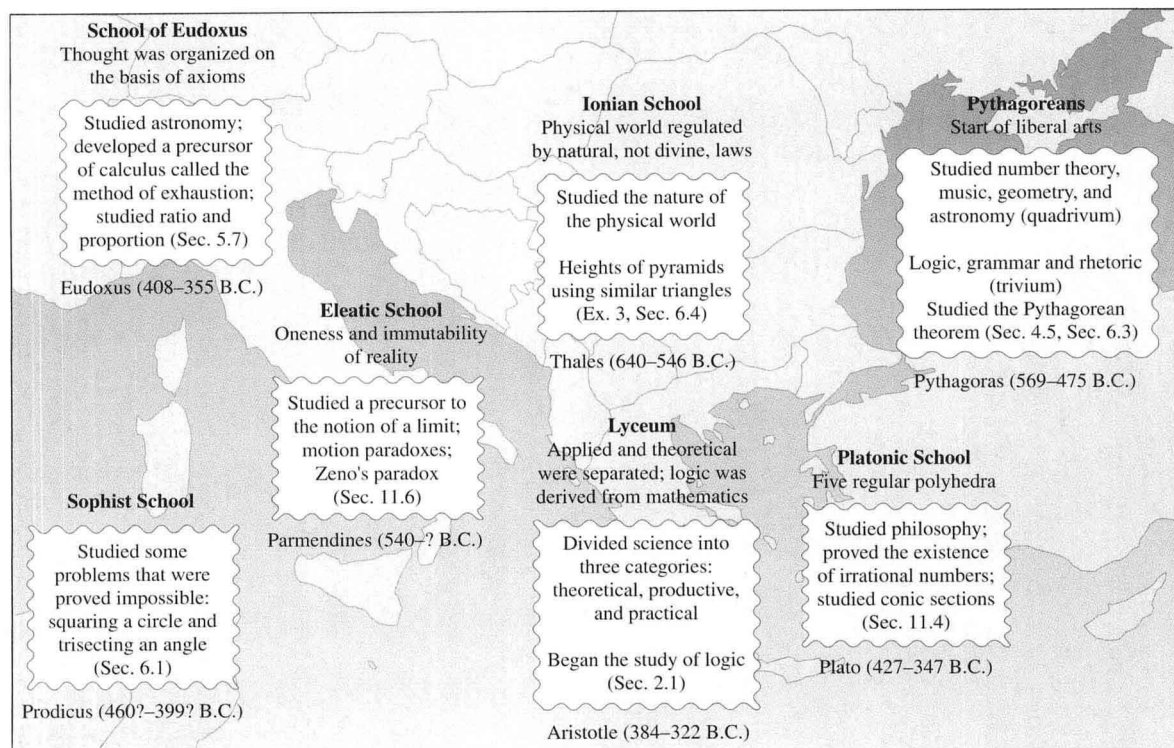 School of Eudoxus
Thought was organized on
the basis of axioms
Studied astronomy;
developed a precursor
of calculus called the
method of exhaustion;
studied ratio and
proportion (Sec. 5.7)
Eudoxus (408–355 B.C.)
Ionian School
Physical world regulated
by natural, not divine, laws
Studied the nature of
the physical world
Heights of pyramids
using similar triangles
(Ex. 3, Sec. 6.4)
Thales (640–546 B.C.)
Pythagoreans
Start of liberal arts
Studied number theory,
music, geometry, and
astronomy (quadrivum)
Logic, grammar and rhetoric
(trivium)
Studied the Pythagorean
theorem (Sec. 4.5, Sec. 6.3)
Pythagoras (569–475 B.C.)
Eleatic School
Oneness and immutability
of reality
Studied a precursor to
the notion of a limit;
motion paradoxes;
Zeno's paradox
(Sec. 11.6)
Parmendines (540–? B.C.)
Sophist School
Studied some
problems that were
proved impossible:
squaring a circle and
trisecting an angle
(Sec. 6.1)
Prodicus (460?–399? B.C.)
Lyceum
Applied and theoretical
were separated; logic was
derived from mathematics
Divided science into
three categories:
theoretical, productive,
and practical
Began the study of logic
(Sec. 2.1)
Aristotle (384–322 B.C.)
Platonic School
Five regular polyhedra
Studied philosophy;
proved the existence
of irrational numbers;
studied conic sections
(Sec. 11.4)
Plato (427–347 B.C.)